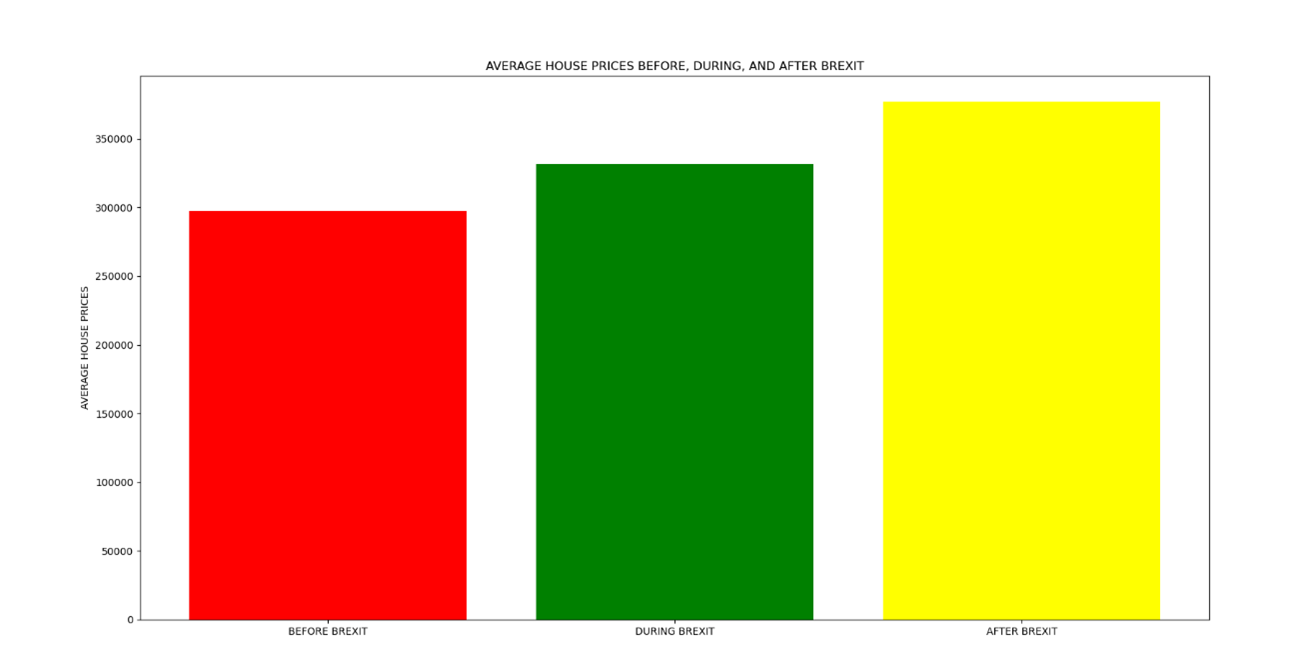 AVERAGE HOUSE PRICES BEFORE, DURING, AND AFTER BREXIT
AVERAGE HOUSE PRICES
350000
300000
250000
200000
150000
100000
50000
0
BEFORE BREXIT
DURING BREXIT
AFTER BREXIT